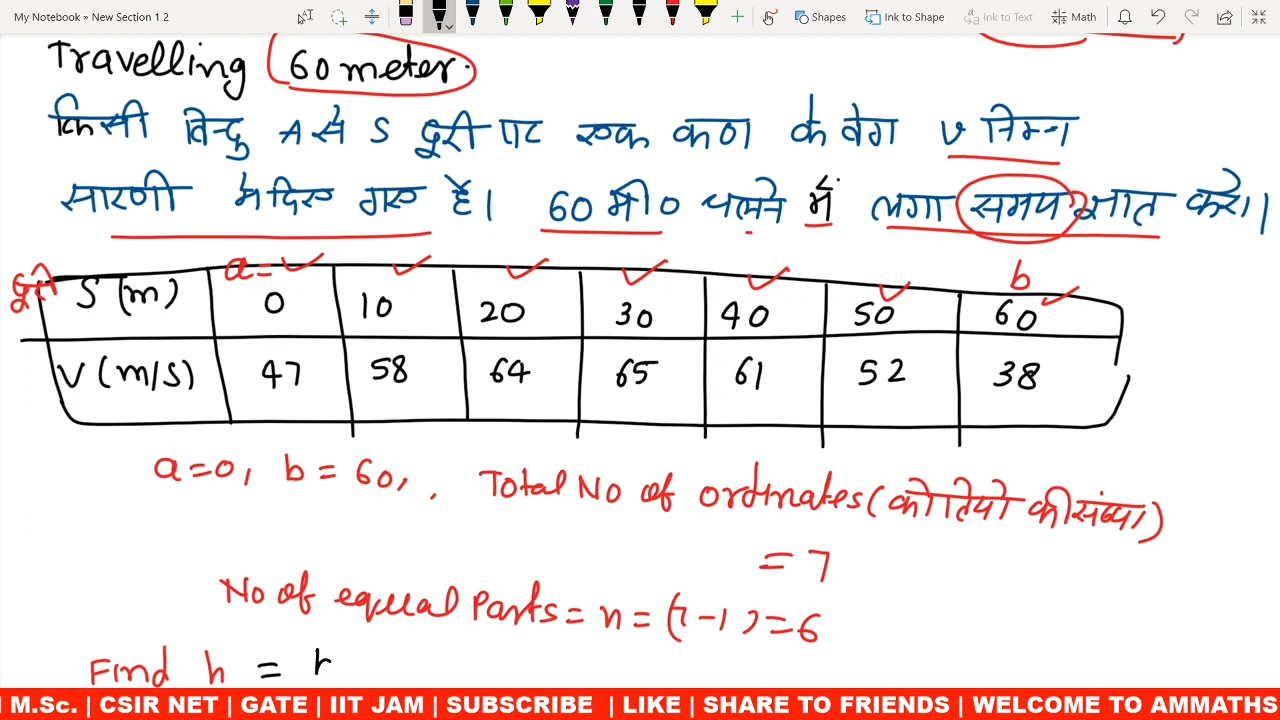 My Notebook » New Section 1 2
Shapes Ink to Shape Ink to Text Math
Travelling 60 meter.
किसी बिन्दु A से S दूरी पर एक कण के वेग v निम्न
सारणी में दिए गए हैं। 60 मी० चलने में लगा समय ज्ञात करो।
दूरी a= b
S (m) 0 10 20 30 40 50 60
V (m/s) 47 58 64 65 61 52 38
a=0, b=60, , Total No of ordinates (कोटियो की संख्या)
= 7
No of equal Parts = n = (7-1) = 6
Find h =
M.Sc. | CSIR NET | GATE | IIT JAM | SUBSCRIBE | LIKE | SHARE TO FRIENDS | WELCOME TO AMMATHS